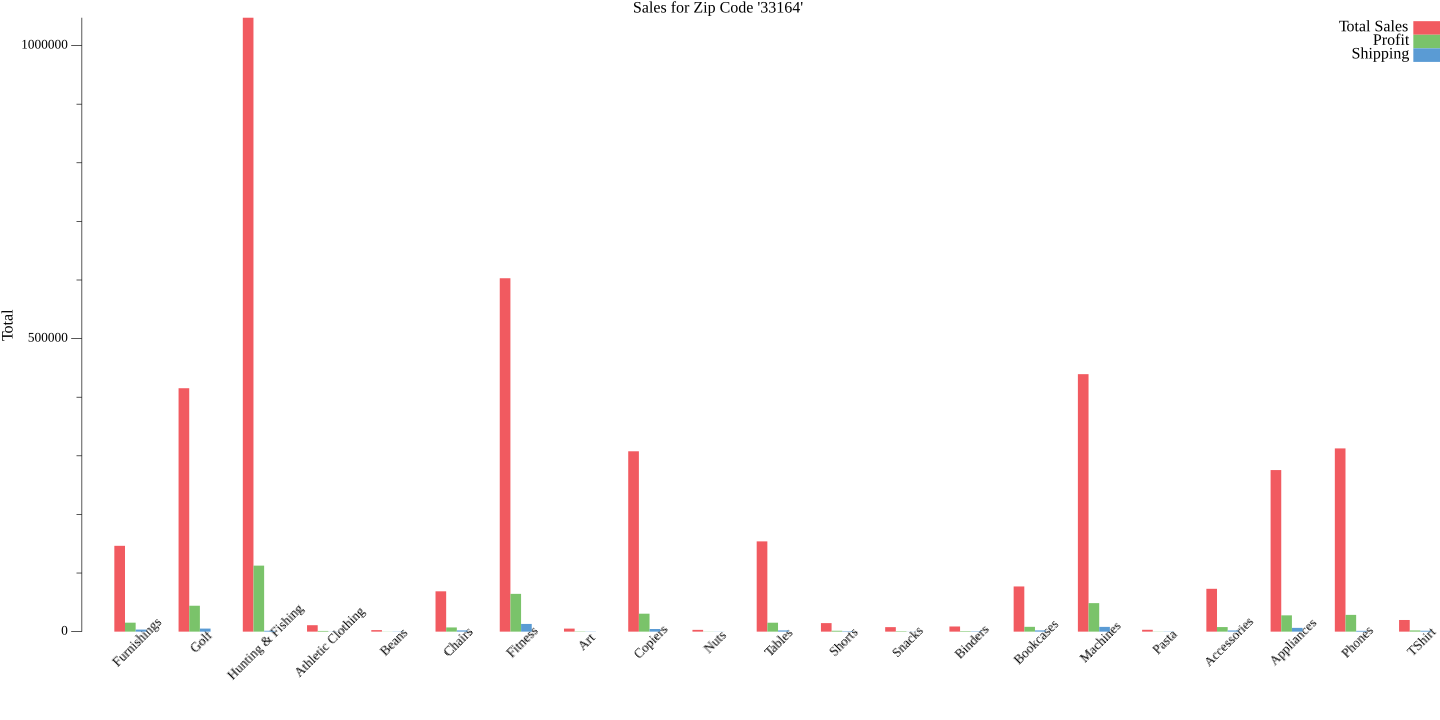 Sales for Zip Code '33164'
Total Sales
Profit
Shipping
1000000
500000
0
Total
Furnishings
Golf
Hunting & Fishing
Athletic Clothing
Beans
Chairs
Fitness
Art
Copiers
Nuts
Tables
Shorts
Snacks
Binders
Bookcases
Machines
Pasta
Accessories
Appliances
Phones
TShirt